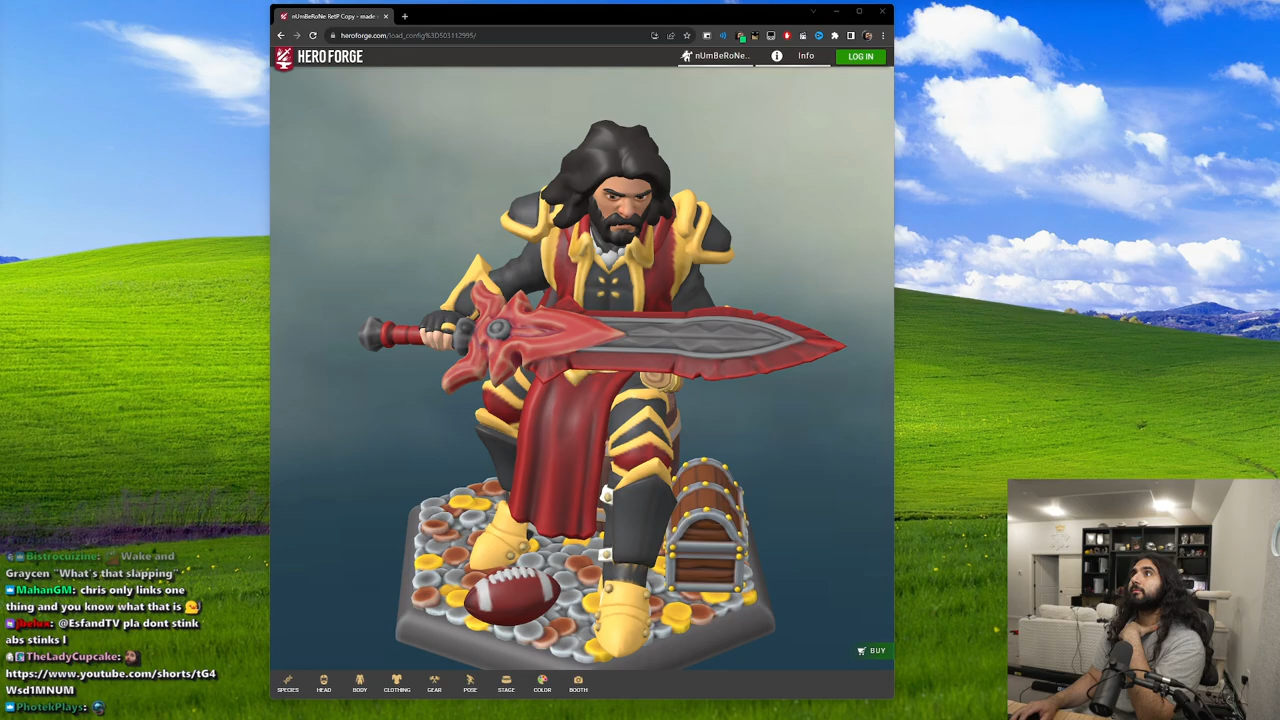 nUmBeRoNe RetP Copy - made
heroforge.com/load_config%3D503112995/
HERO FORGE
nUmBeRoNe..
Info
LOG IN
BUY
SPECIES
HEAD
BODY
CLOTHING
GEAR
POSE
STAGE
COLOR
BOOTH
Bistrocuizine: Wake and
Graycen "What's that slapping"
MahanGM: chris only links one
thing and you know what that is
@EsfandTV pla dont stink
abs stinks l
TheLadyCupcake:
https://www.youtube.com/shorts/tG4
Wsd1MNUM
PhotekPlays: